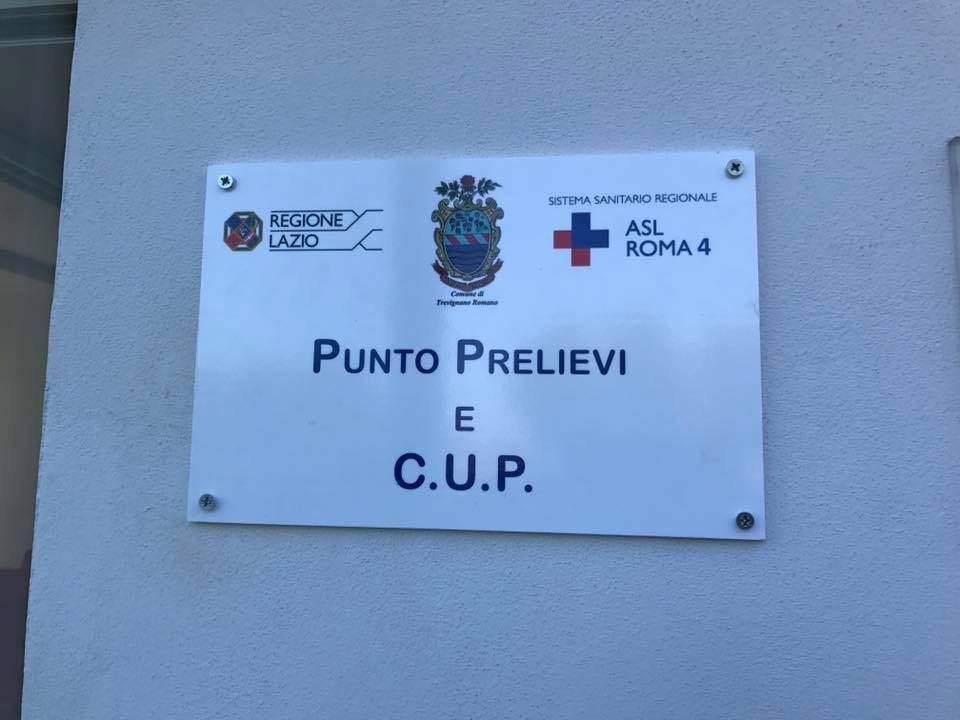 REGIONE
LAZIO
Comune di
Trevignano Romano
SISTEMA SANITARIO REGIONALE
ASL
ROMA 4
PUNTO PRELIEVI
E
C.U.P.